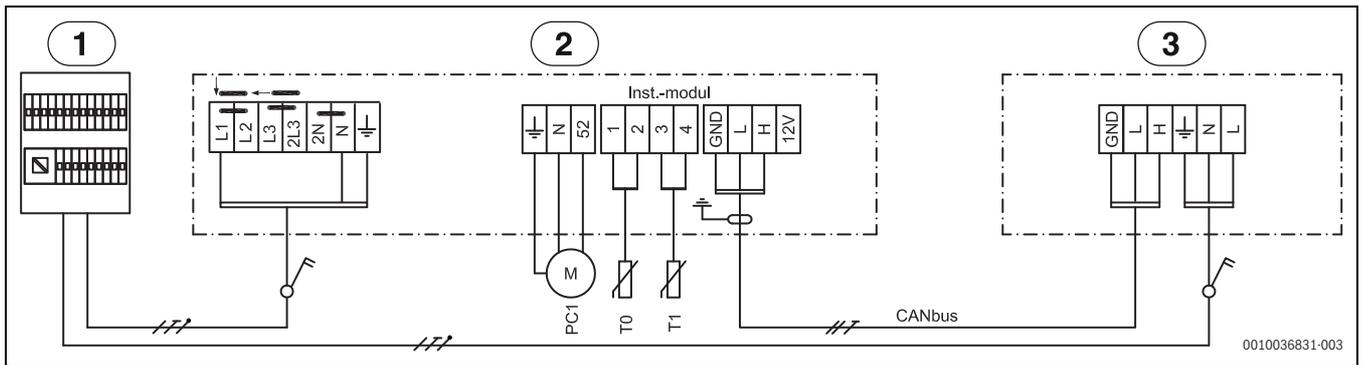 1
2
3
Inst.-modul
L1 L2 L3 2L3 2N N
N 52
1 2 3 4
GND L H 12V
GND L H N L
M
PC1
T0
T1
CANbus
0010036831-003